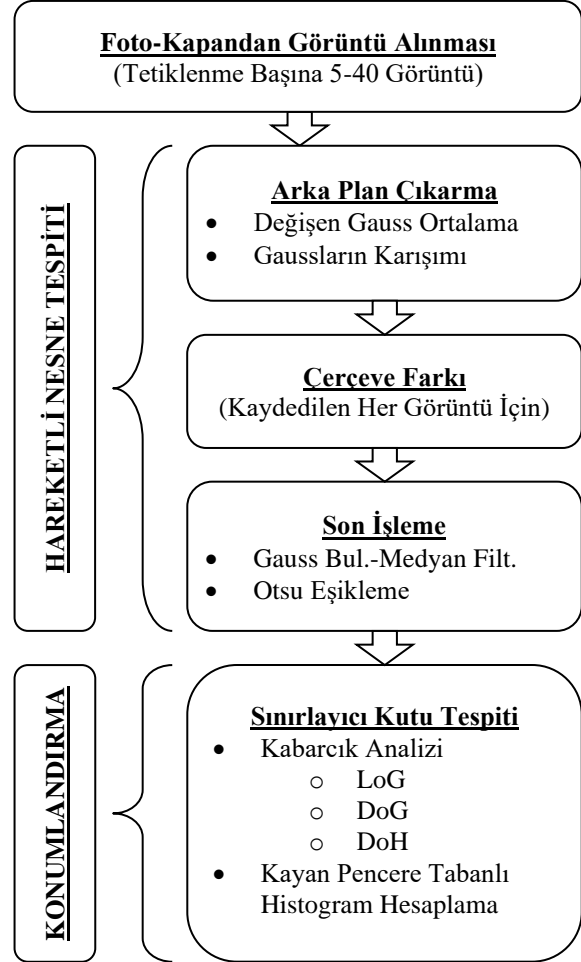 Foto-Kapandan Görüntü Alınması
(Tetiklenme Başına 5-40 Görüntü)
HAREKETLİ NESNE TESPİTİ
Arka Plan Çıkarma
• Değişen Gauss Ortalama
• Gaussların Karışımı
Çerçeve Farkı
(Kaydedilen Her Görüntü İçin)
Son İşleme
• Gauss Bul.-Medyan Filt.
• Otsu Eşikleme
KONUMLANDIRMA
Sınırlayıcı Kutu Tespiti
• Kabarcık Analizi
o LoG
o DoG
o DoH
• Kayan Pencere Tabanlı
Histogram Hesaplama